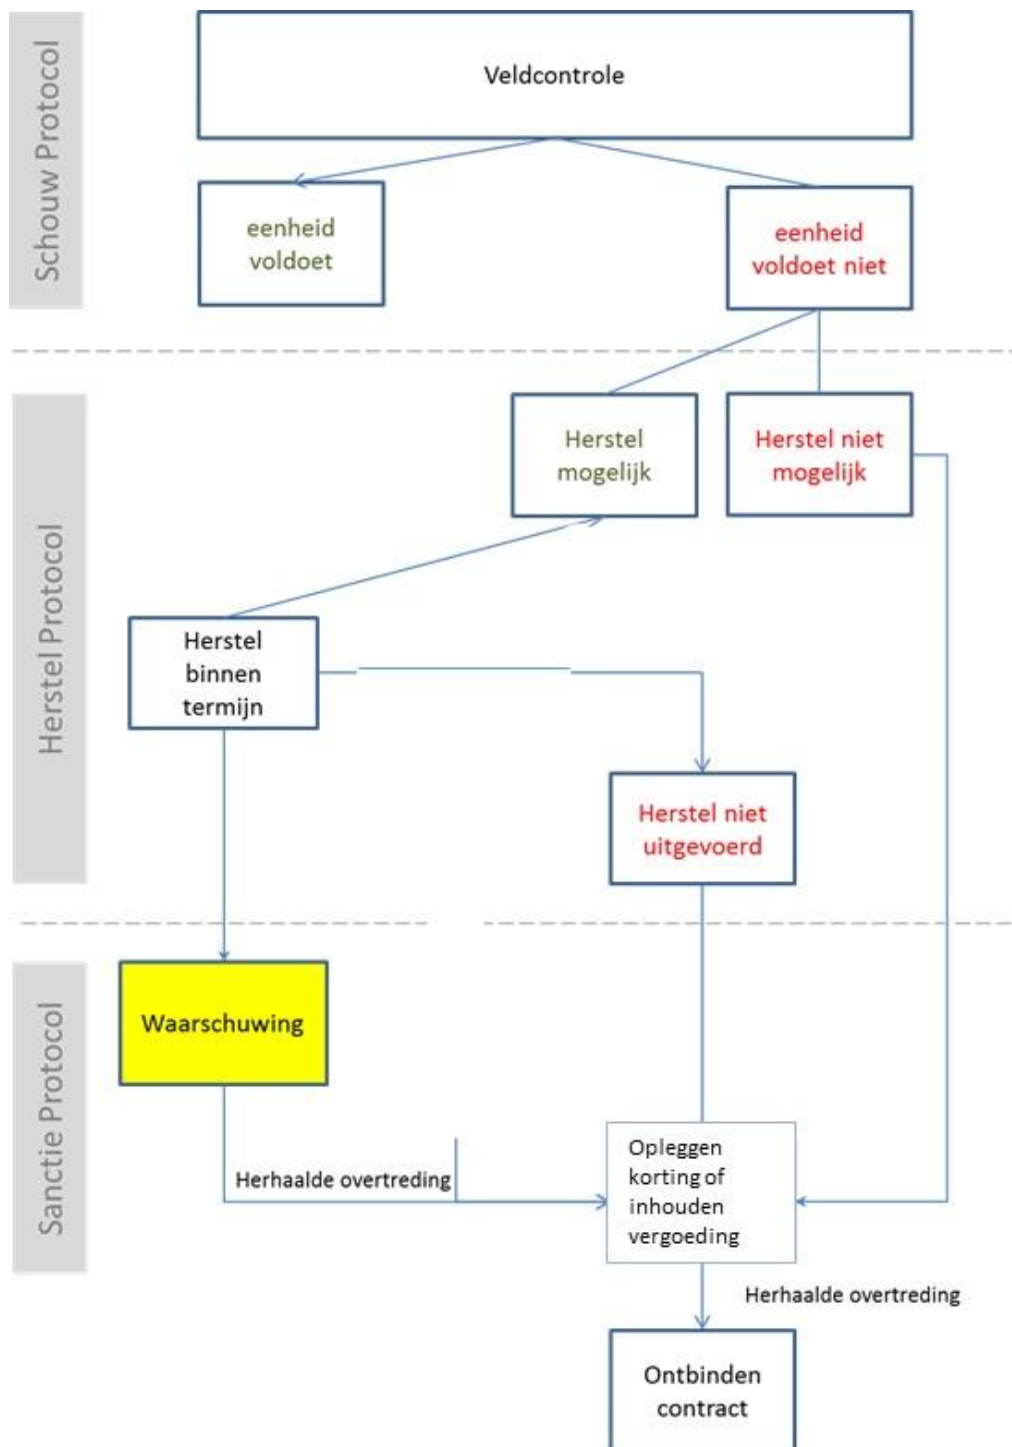 Schouw Protocol
Veldcontrole
eenheid
voldoet
eenheid
voldoet niet
Herstel Protocol
Herstel
mogelijk
Herstel niet
mogelijk
Herstel
binnen
termijn
Herstel niet
uitgevoerd
Sanctie Protocol
Waarschuwing
Herhaalde overtreding
Opleggen
korting of
inhouden
vergoeding
Herhaalde overtreding
Ontbinden
contract